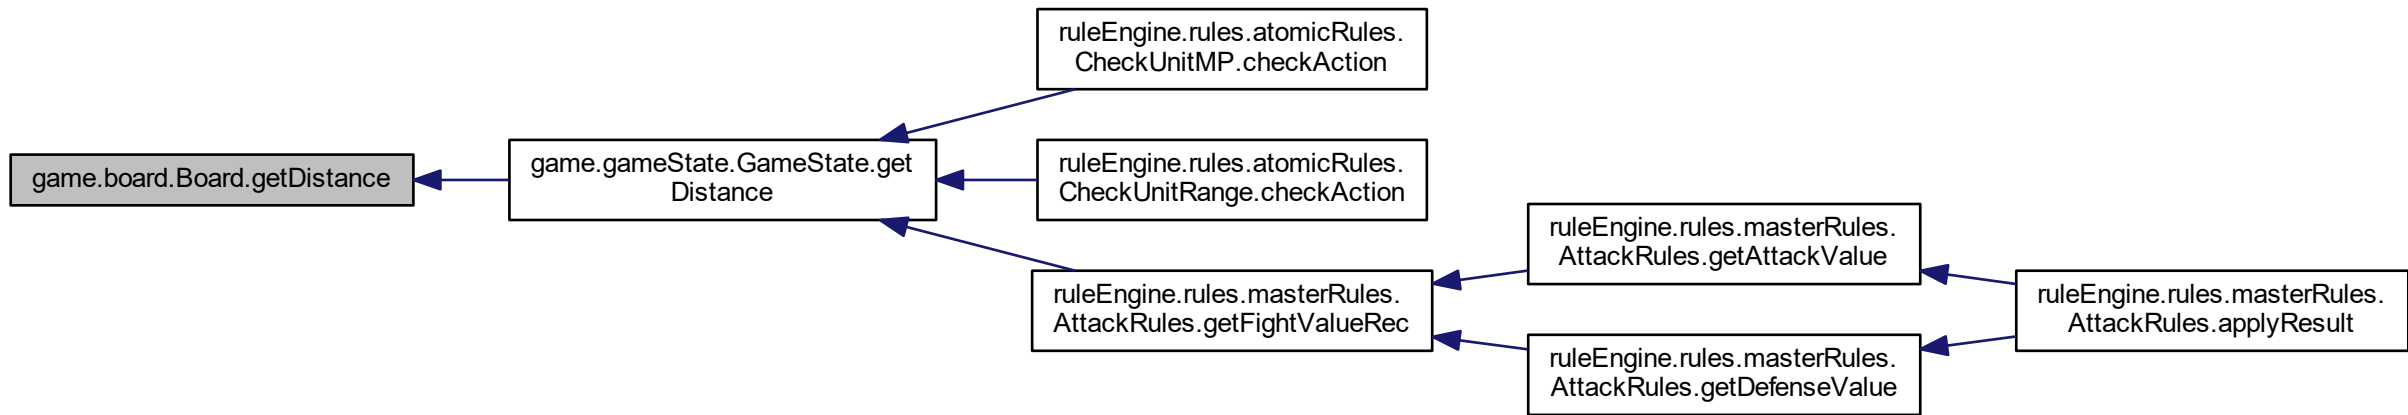 game.board.Board.getDistance
game.gameState.GameState.get
Distance
ruleEngine.rules.atomicRules.
CheckUnitMP.checkAction
ruleEngine.rules.atomicRules.
CheckUnitRange.checkAction
ruleEngine.rules.masterRules.
AttackRules.getFightValueRec
ruleEngine.rules.masterRules.
AttackRules.getAttackValue
ruleEngine.rules.masterRules.
AttackRules.getDefenseValue
ruleEngine.rules.masterRules.
AttackRules.applyResult